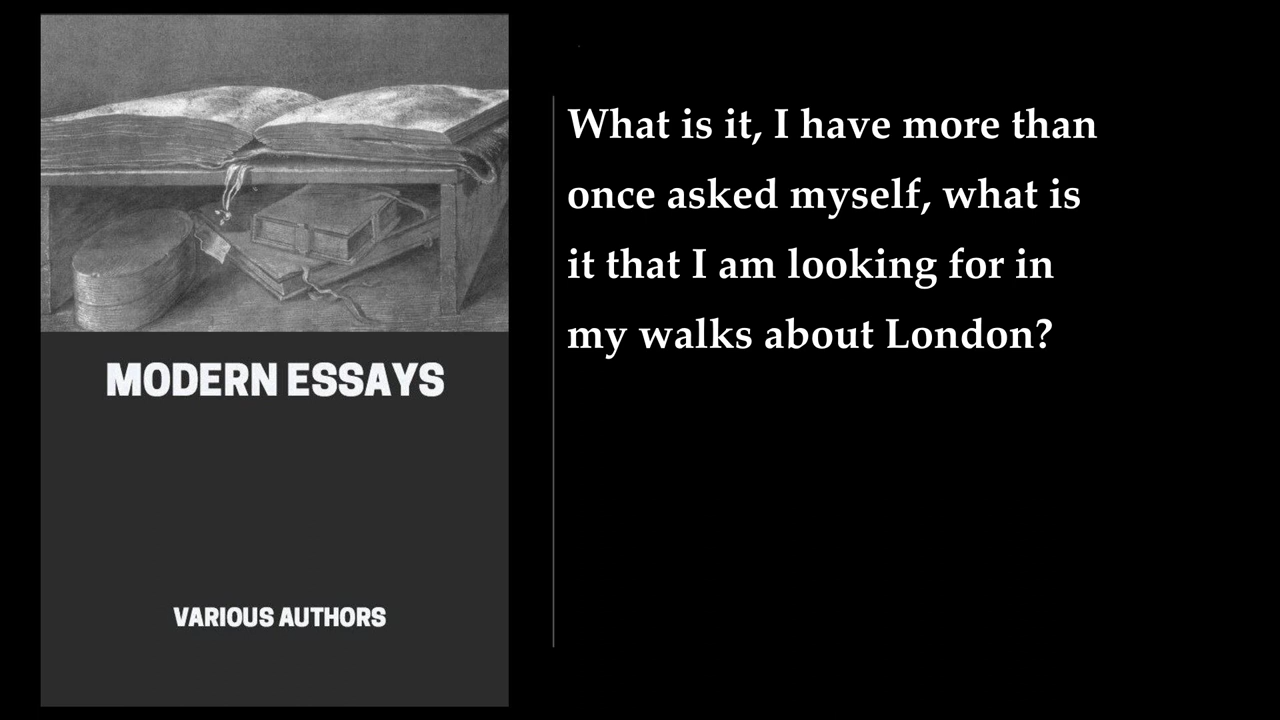 MODERN ESSAYS
VARIOUS AUTHORS
What is it, I have more than
once asked myself, what is
it that I am looking for in
my walks about London?